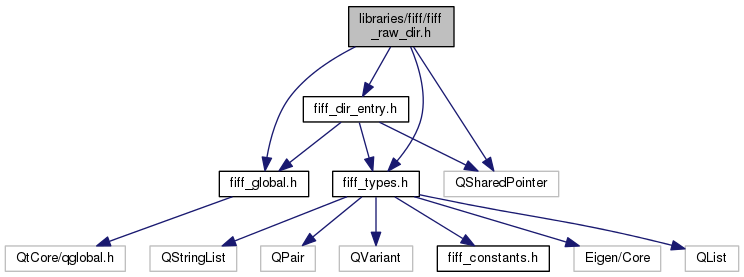 libraries/fiff/fiff
_raw_dir.h
fiff_dir_entry.h
fiff_global.h
fiff_types.h
QSharedPointer
QtCore/qglobal.h
QStringList
QPair
QVariant
fiff_constants.h
Eigen/Core
QList